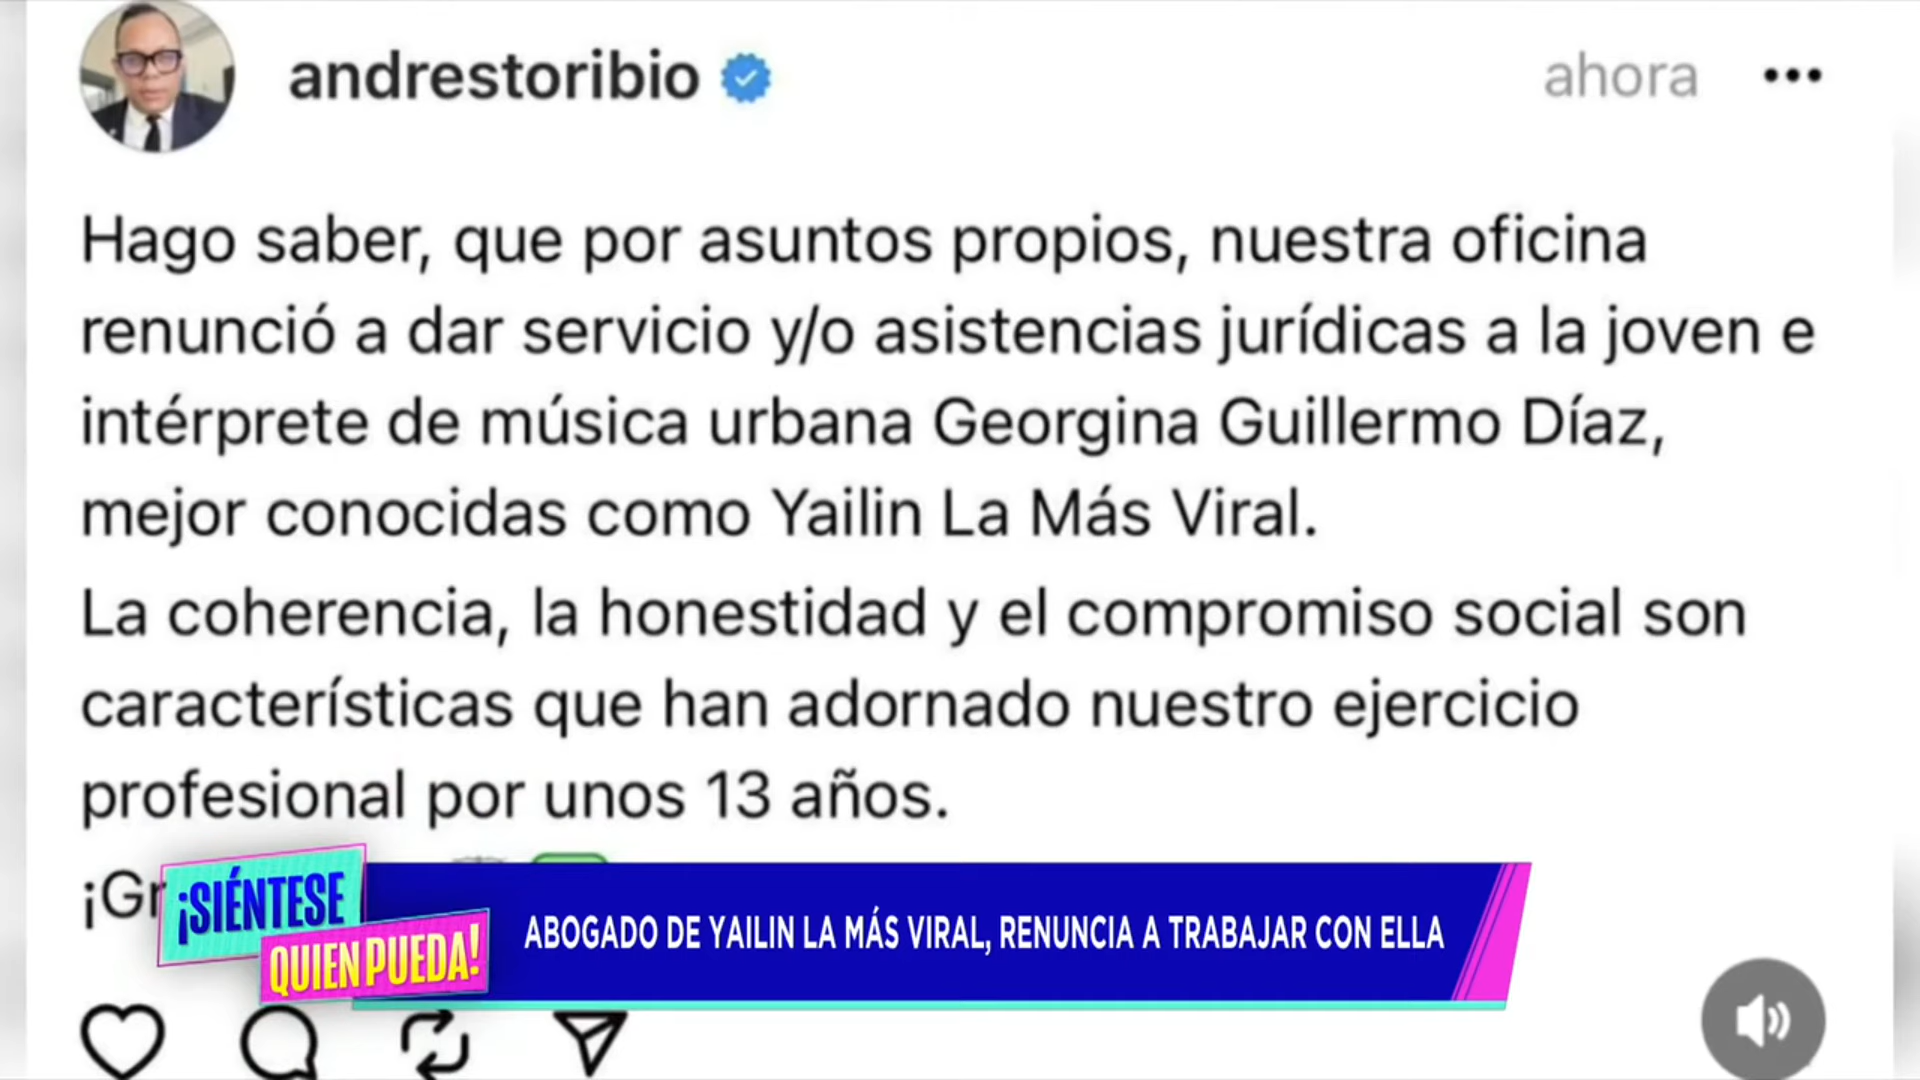 andrestoribio
ahora
Hago saber, que por asuntos propios, nuestra oficina
renunció a dar servicio y/o asistencias jurídicas a la joven e
intérprete de música urbana Georgina Guillermo Díaz,
mejor conocidas como Yailin La Más Viral.
La coherencia, la honestidad y el compromiso social son
características que han adornado nuestro ejercicio
profesional por unos 13 años.
¡SIÉNTESE
QUIEN PUEDA!
ABOGADO DE YAILIN LA MÁS VIRAL, RENUNCIA A TRABAJAR CON ELLA